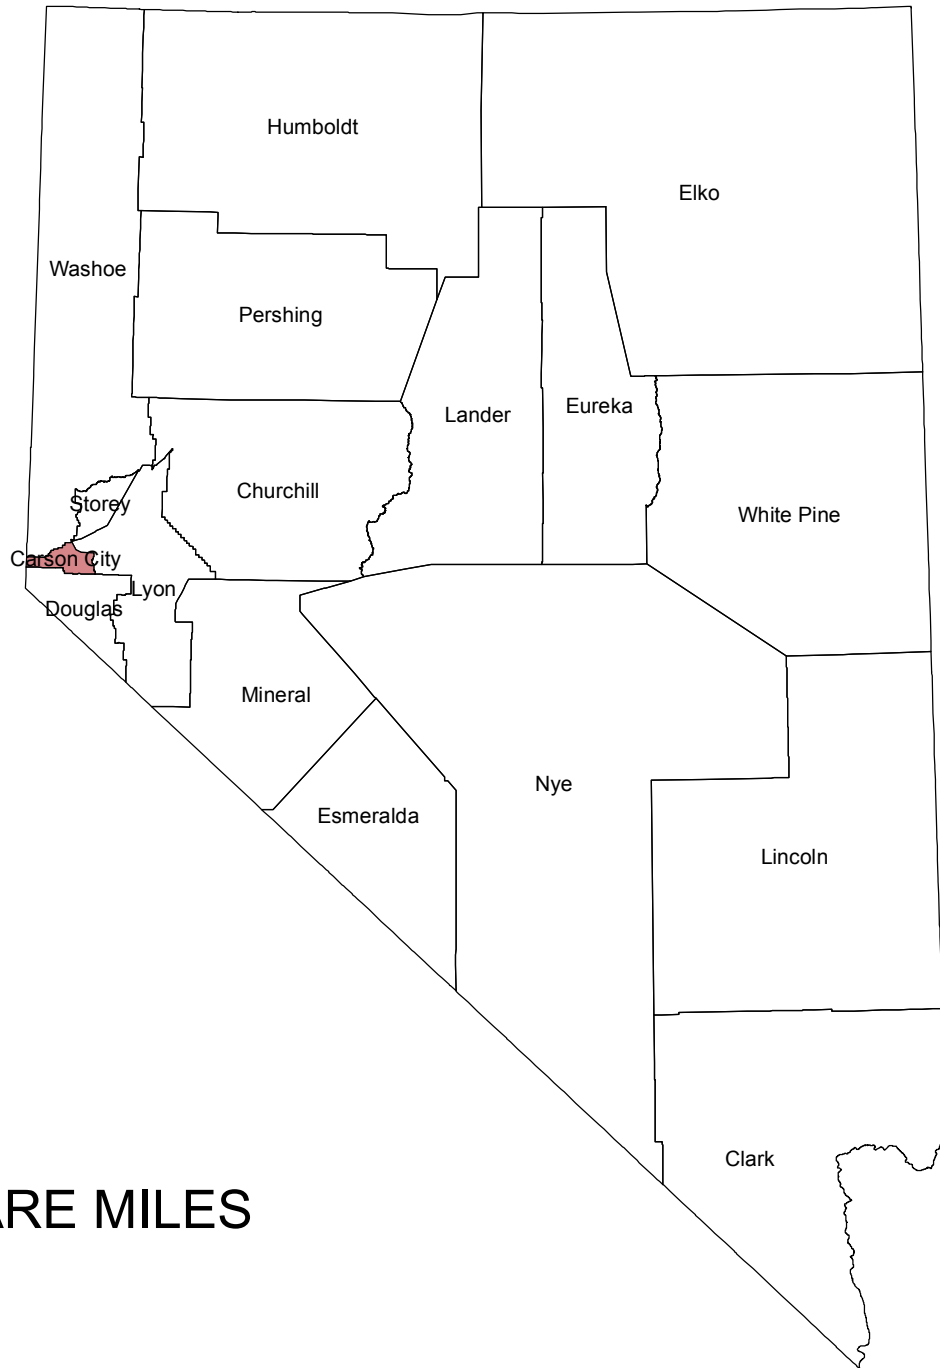 Humboldt
Elko
Washoe
Pershing
Lander
Eureka
Churchill
Storey
White Pine
Carson City
Lyon
Douglas
Mineral
Nye
Esmeralda
Lincoln
Clark
ARE MILES